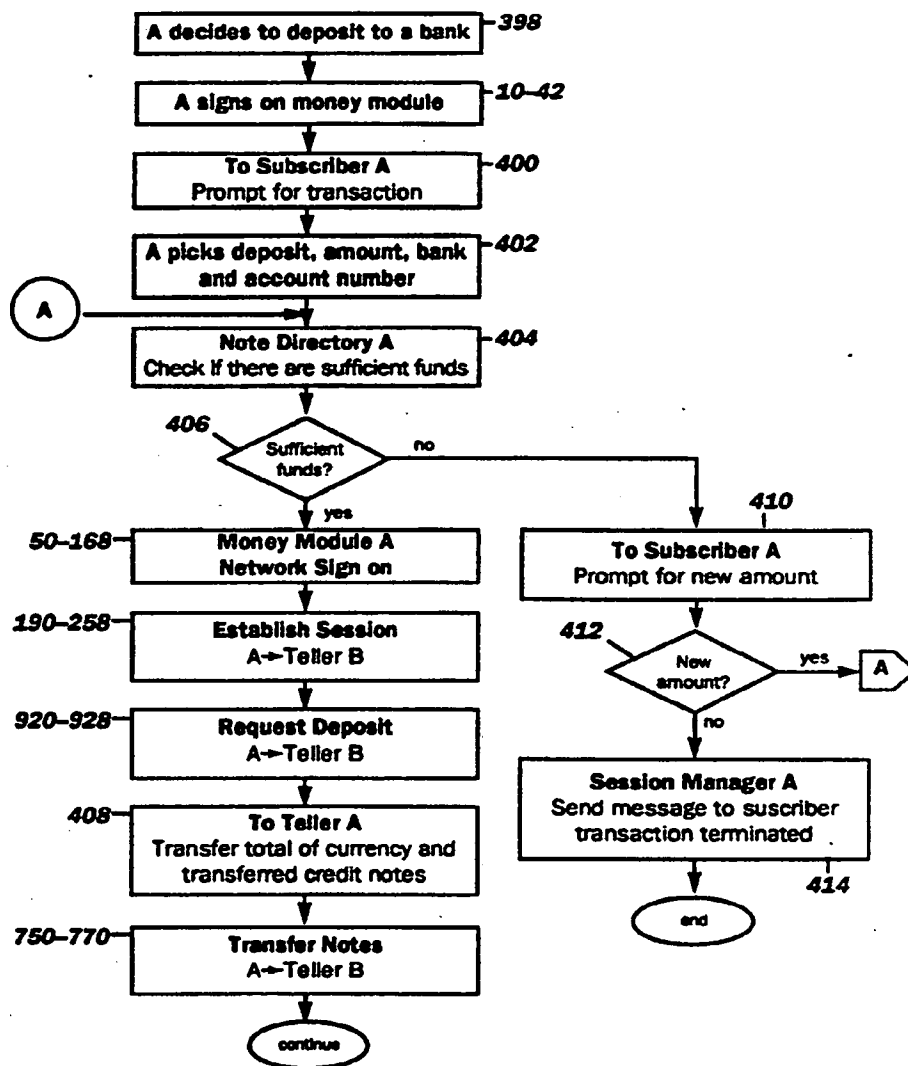 A decides to deposit to a bank
398
A signs on money module
10-42
To Subscriber A
Prompt for transaction
400
A picks deposit, amount, bank
and account number
402
A
Note Directory A
Check If there are sufficient funds
404
406
Sufficient
funds?
no
yes
50-168
Money Module A
Network Sign on
410
To Subscriber A
Prompt for new amount
190-258
Establish Session
A→Teller B
412
New
amount?
yes
A
no
920-928
Request Deposit
A→Teller B
Session Manager A
Send message to suscriber
transaction terminated
414
408
To Teller A
Transfer total of currency and
transferred credit notes
end
750-770
Transfer Notes
A→Teller B
continue